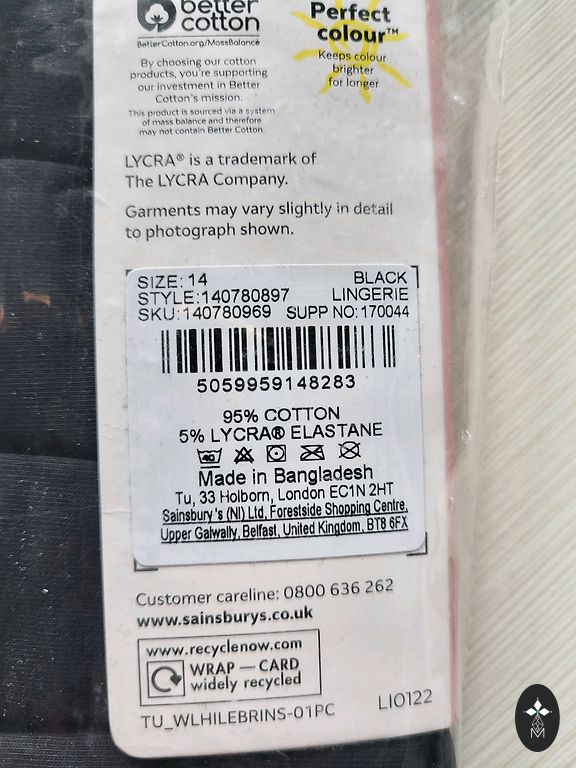 better
cotton
BetterCotton.org/MassBalance
By choosing our cotton
products, you're supporting
our investment in Better
Cotton's mission.
This product is sourced via a system
of mass balance and therefore
may not contain Better Cotton.
Perfect
colour™
Keeps colour
brighter
for longer
LYCRA® is a trademark of
The LYCRA Company.
Garments may vary slightly in detail
to photograph shown.
SIZE: 14 BLACK
STYLE:140780897 LINGERIE
SKU:140780969 SUPP NO:170044
5059959148283
95% COTTON
5% LYCRA® ELASTANE
40
Made in Bangladesh
Tu, 33 Holborn, London EC1N 2HT
Sainsbury's (NI) Ltd, Forestside Shopping Centre,
Upper Galwally, Belfast, United Kingdom, BT8 6FX
Customer careline: 0800 636 262
www.sainsburys.co.uk
www.recyclenow.com
WRAP — CARD
widely recycled
TU_WLHILEBRINS-01PC
LIO122
M